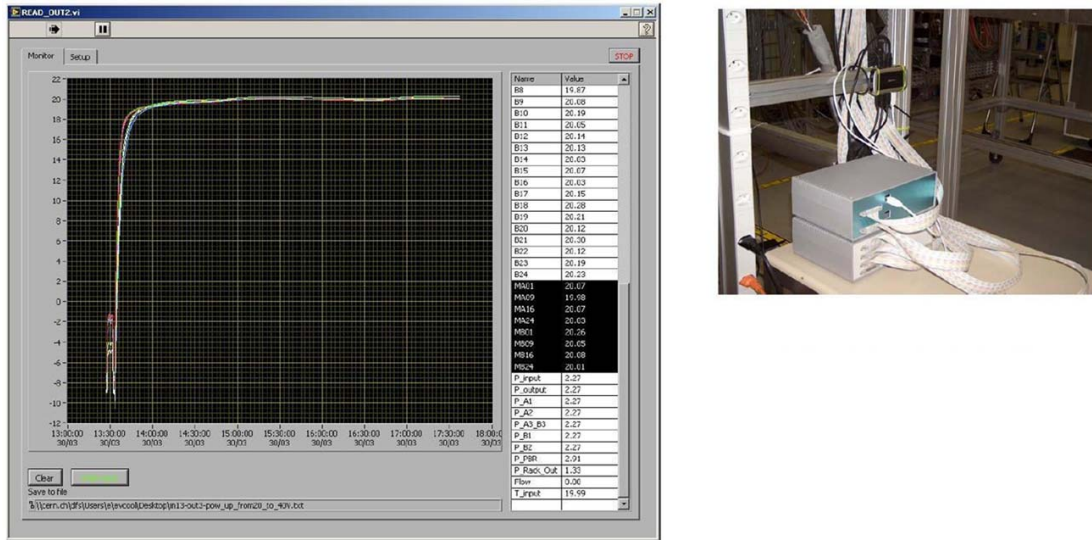 READ_OUT2.vi
Monitor Setup STOP
22
20
18
16
14
12
10
8
6
4
2
0
-2
-4
-6
-8
-10
-12
13:00:00 13:30:00 14:00:00 14:30:00 15:00:00 15:30:00 16:00:00 16:30:00 17:00:00 17:30:00 18:00:00
30/03 30/03 30/03 30/03 30/03 30/03 30/03 30/03 30/03 30/03 30/03
Name Value
B8 19.87
B9 20.08
B10 20.19
B11 20.05
B12 20.14
B13 20.13
B14 20.03
B15 20.07
B16 20.03
B17 20.15
B18 20.28
B19 20.21
B20 20.12
B21 20.30
B22 20.12
B23 20.19
B24 20.23
MA01 20.07
MA09 19.98
MA16 20.07
MA24 20.03
MB01 20.26
MB09 20.05
MB16 20.08
MB24 20.01
P_input 2.27
P_output 2.27
P_A1 2.27
P_A2 2.27
P_A3_B3 2.27
P_B1 2.27
P_B2 2.27
P_PBR 2.91
P_Rack_Out 1.33
Flow 0.00
T_input 19.99
Clear
Save to file